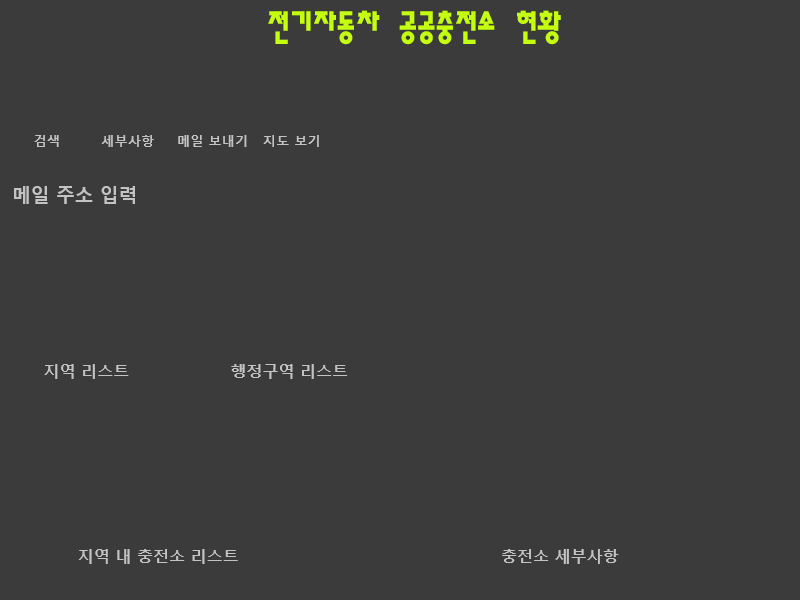 전기자동차 공공충전소 현황
검색 세부사항 메일 보내기 지도 보기
메일 주소 입력
지역 리스트 행정구역 리스트
지역 내 충전소 리스트 충전소 세부사항